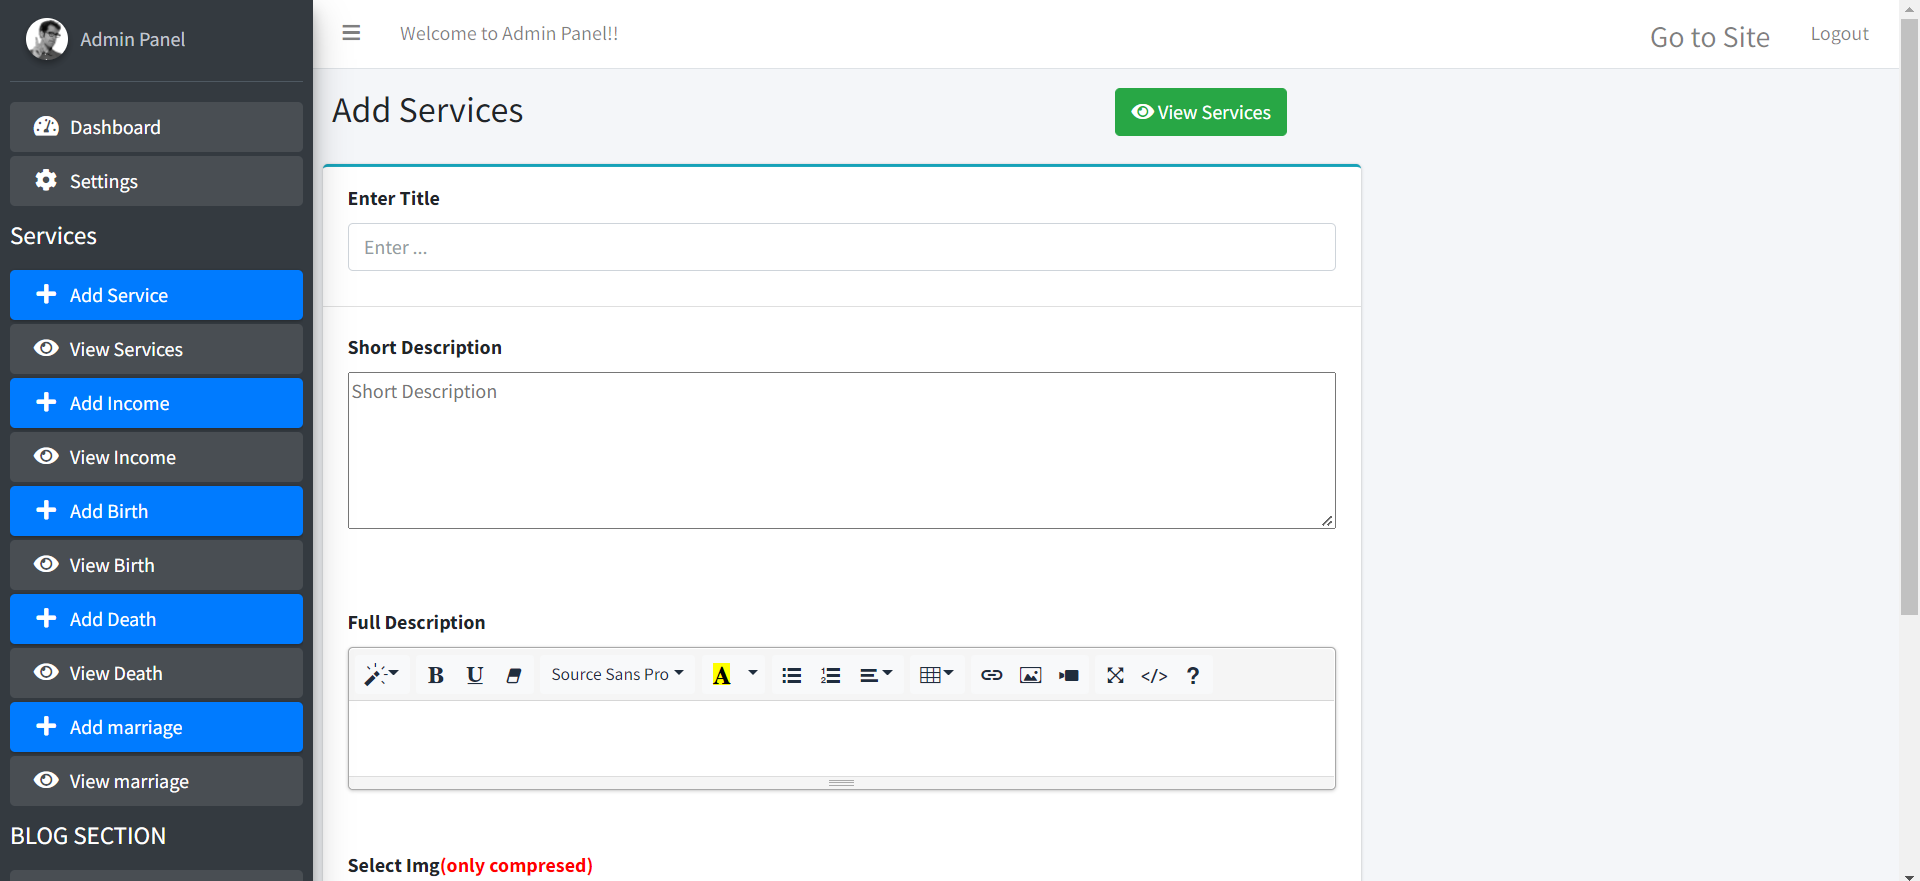 Admin Panel
Welcome to Admin Panel!!
Go to Site
Logout
Dashboard
Settings
Services
Add Service
View Services
Add Income
View Income
Add Birth
View Birth
Add Death
View Death
Add marriage
View marriage
BLOG SECTION
Add Services
View Services
Enter Title
Enter ...
Short Description
Short Description
Full Description
B U Source Sans Pro A </> ?
Select Img(only compresed)